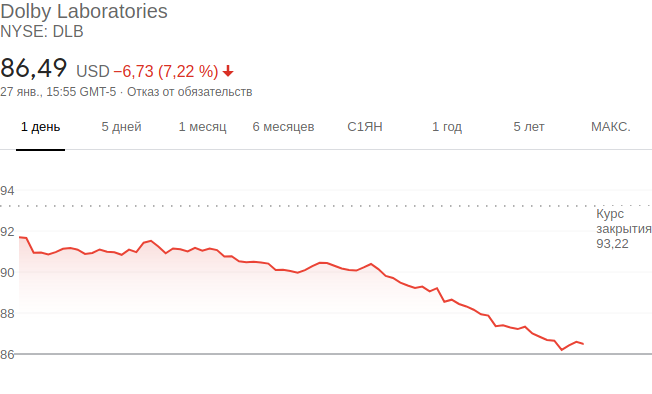 Dolby Laboratories
NYSE: DLB
86,49 USD −6,73 (7,22 %)
27 янв., 15:55 GMT-5 · Отказ от обязательств
1 день 5 дней 1 месяц 6 месяцев С1ЯН 1 год 5 лет МАКС.
94
Курс
закрытия
93,22
92
90
88
86